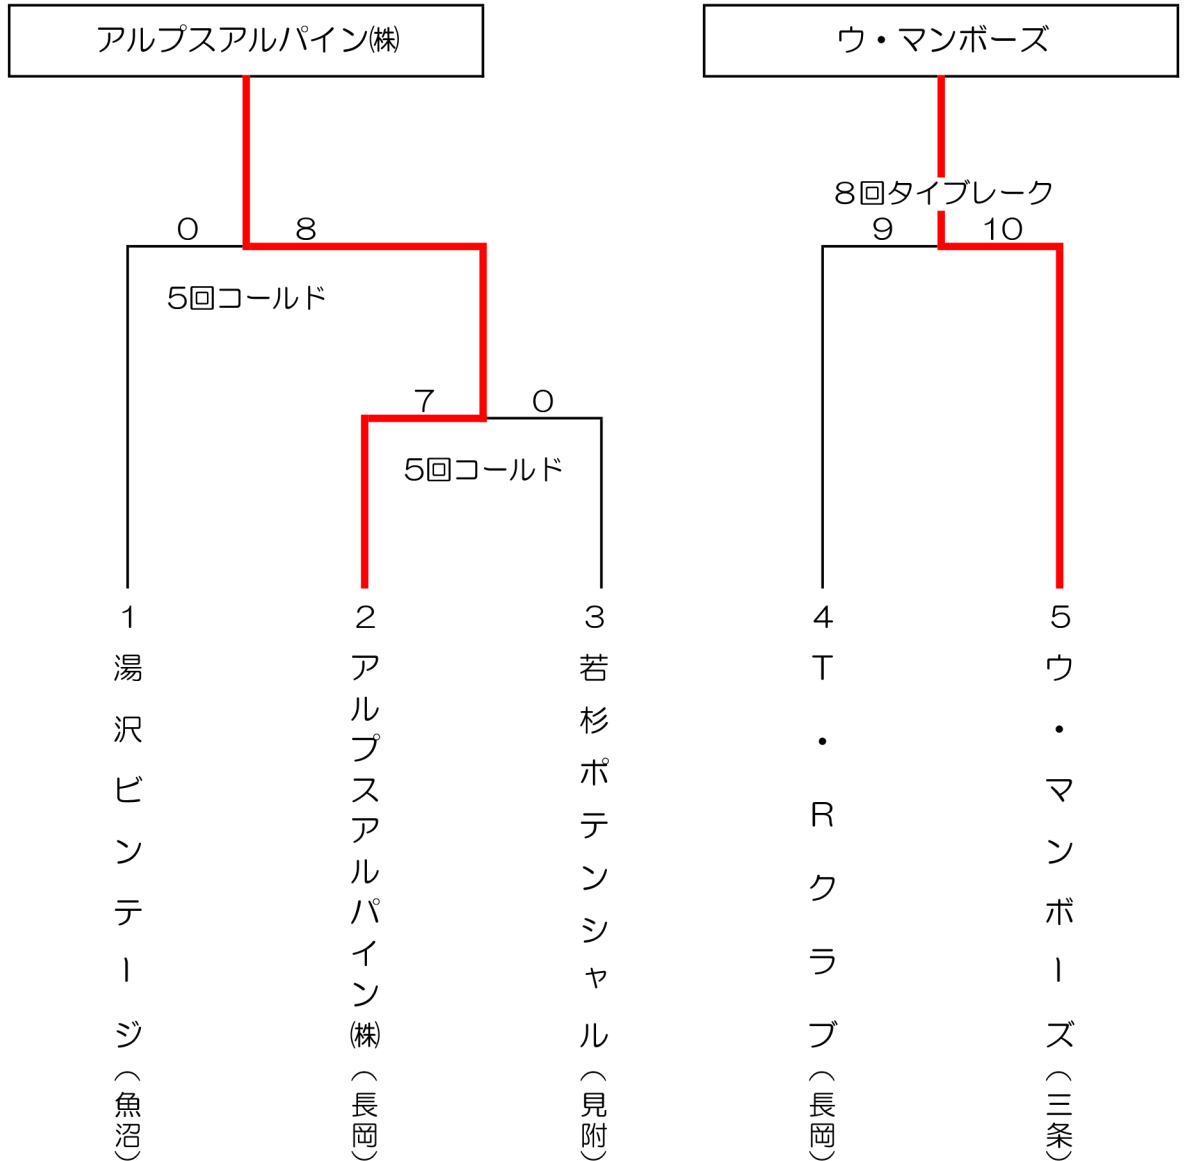 アルプスアルパイン㈱
ウ・マンボーズ
8回タイブレーク
0 8
9 10
5回コールド
7 0
5回コールド
1
2
3
4
5
湯沢ビンテージ(魚沼)
アルプスアルパイン㈱(長岡)
若杉ポテンシャル(見附)
T・Rクラブ(長岡)
ウ・マンボーズ(三条)